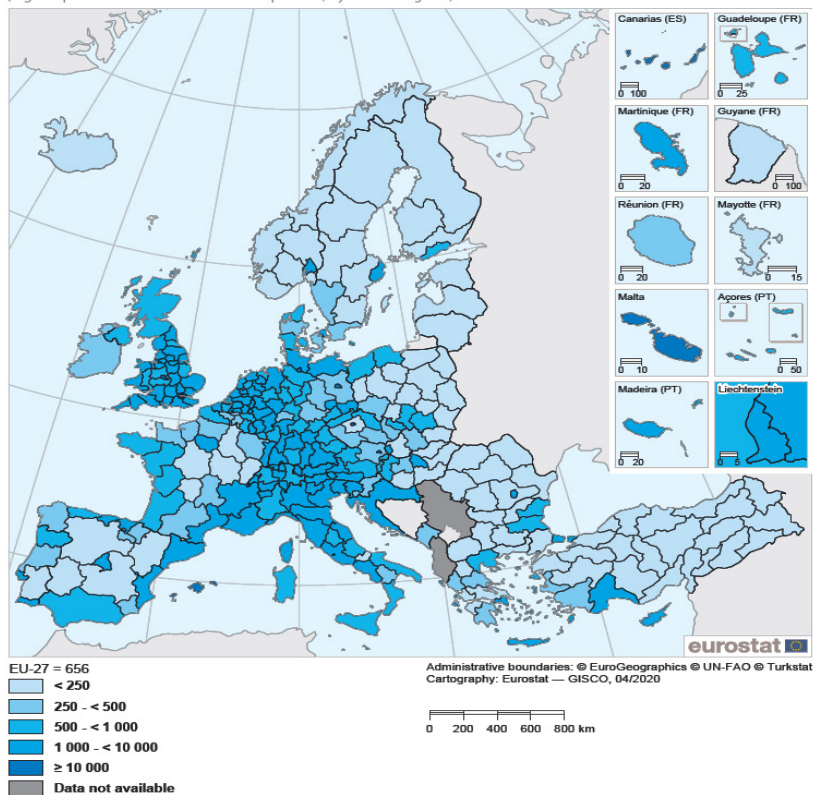 Canarias (ES)
0 100
Guadeloupe (FR)
0 25
Martinique (FR)
0 20
Guyane (FR)
0 100
Réunion (FR)
0 20
Mayotte (FR)
0 15
Malta
0 10
Açores (PT)
0 50
Madeira (PT)
0 20
Liechtenstein
0 5
eurostat
EU-27 = 656
< 250
250 - < 500
500 - < 1 000
1 000 - < 10 000
≥ 10 000
Data not available
Administrative boundaries: © EuroGeographics © UN-FAO © Turkstat
Cartography: Eurostat — GISCO, 04/2020
0 200 400 600 800 km